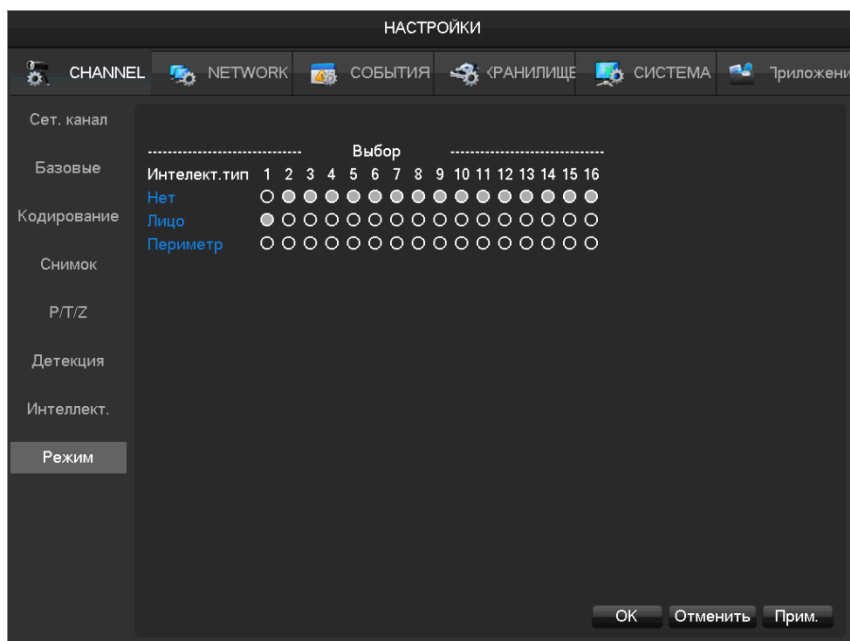 НАСТРОЙКИ
CHANNEL NETWORK СОБЫТИЯ ХРАНИЛИЩЕ СИСТЕМА Приложени
Сет. канал
Базовые
Кодирование
Снимок
P/T/Z
Детекция
Интеллект.
Режим
------------------------------ Выбор ------------------------------
Интелект.тип 1 2 3 4 5 6 7 8 9 10 11 12 13 14 15 16
Нет
Лицо
Периметр
OK Отменить Прим.